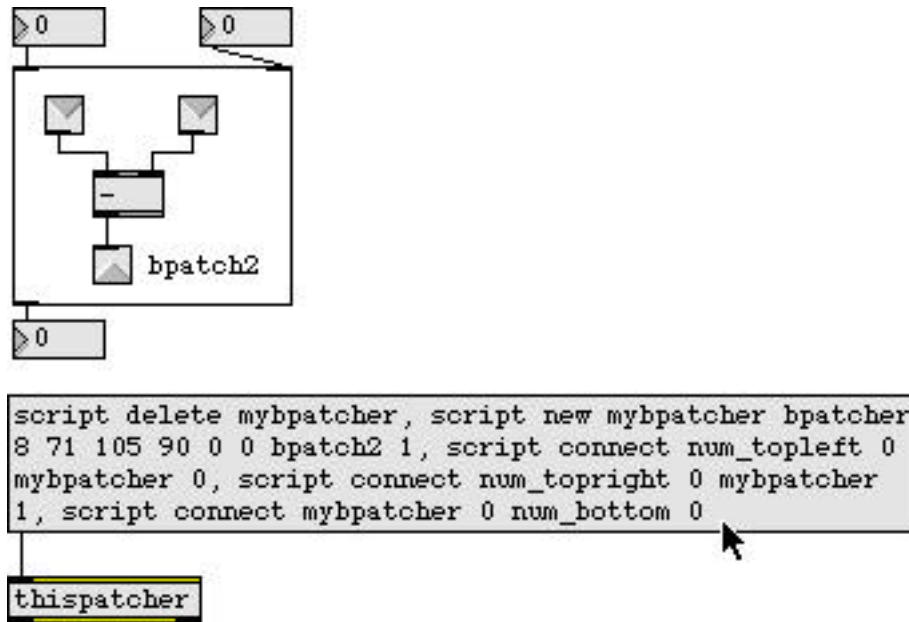 0
0
-
bpatch2
0
script delete mybpatcher, script new mybpatcher bpatcher
8 71 105 90 0 0 bpatch2 1, script connect num_topleft 0
mybpatcher 0, script connect num_topright 0 mybpatcher
1, script connect mybpatcher 0 num_bottom 0
thispatcher